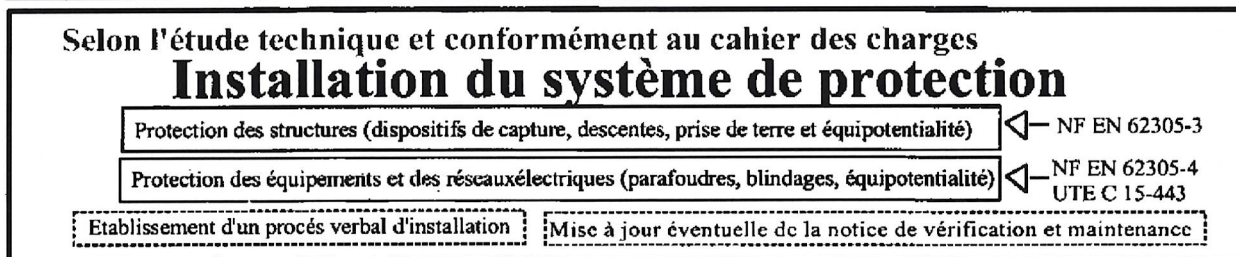 Selon l'étude technique et conformément au cahier des charges
Installation du système de protection
Protection des structures (dispositifs de capture, descentes, prise de terre et équipotentialité)
NF EN 62305-3
Protection des équipements et des réseauxélectriques (parafoudres, blindages, équipotentialité)
NF EN 62305-4
UTE C 15-443
Etablissement d'un procés verbal d'installation
Mise à jour éventuelle de la notice de vérification et maintenance